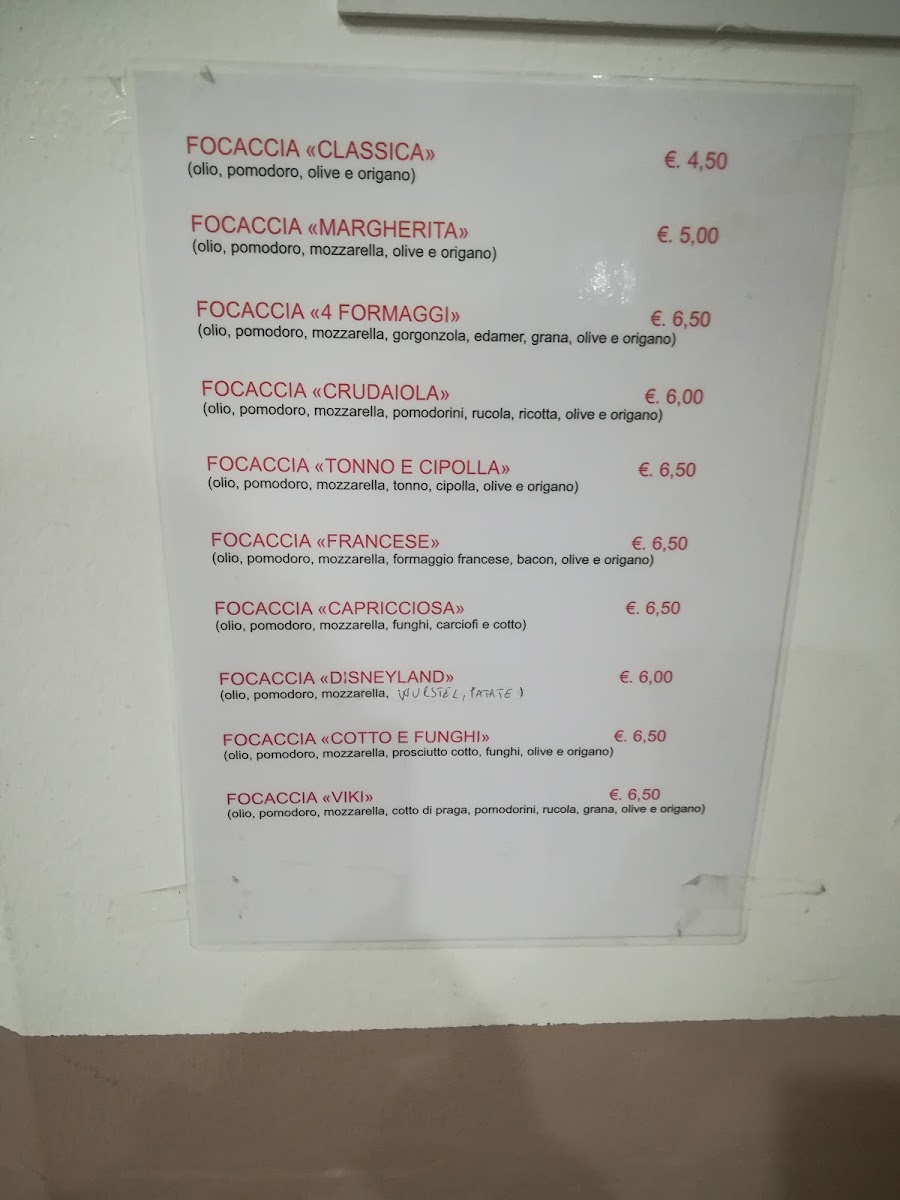 FOCACCIA «CLASSICA» €. 4,50
(olio, pomodoro, olive e origano)
FOCACCIA «MARGHERITA» €. 5,00
(olio, pomodoro, mozzarella, olive e origano)
FOCACCIA «4 FORMAGGI» €. 6,50
(olio, pomodoro, mozzarella, gorgonzola, edamer, grana, olive e origano)
FOCACCIA «CRUDAIOLA» €. 6,00
(olio, pomodoro, mozzarella, pomodorini, rucola, ricotta, olive e origano)
FOCACCIA «TONNO E CIPOLLA» €. 6,50
(olio, pomodoro, mozzarella, tonno, cipolla, olive e origano)
FOCACCIA «FRANCESE» €. 6,50
(olio, pomodoro, mozzarella, formaggio francese, bacon, olive e origano)
FOCACCIA «CAPRICCIOSA» €. 6,50
(olio, pomodoro, mozzarella, funghi, carciofi e cotto)
FOCACCIA «DISNEYLAND» €. 6,00
(olio, pomodoro, mozzarella, WURSTEL, PATATE)
FOCACCIA «COTTO E FUNGHI» €. 6,50
(olio, pomodoro, mozzarella, prosciutto cotto, funghi, olive e origano)
FOCACCIA «VIKI» €. 6,50
(olio, pomodoro, mozzarella, cotto di praga, pomodorini, rucola, grana, olive e origano)